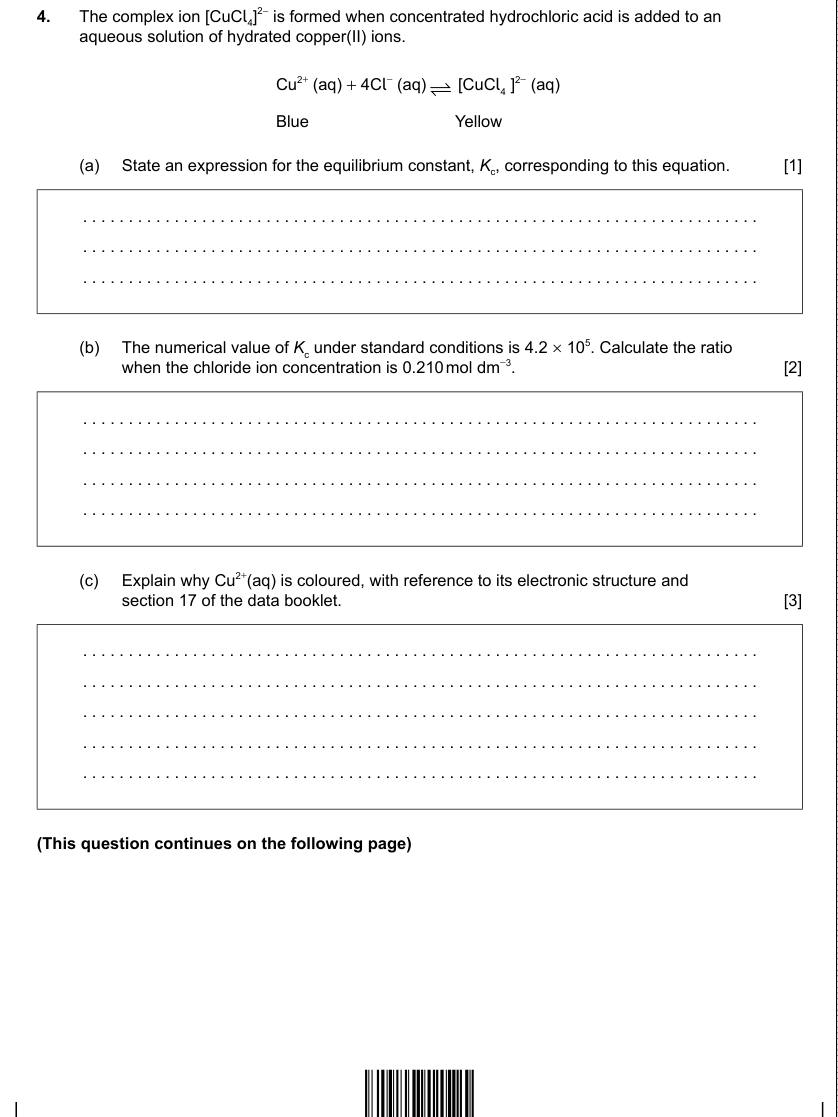 4. The complex ion [CuCl₄]²⁻ is formed when concentrated hydrochloric acid is added to an
aqueous solution of hydrated copper(II) ions.
Cu²⁺ (aq) + 4Cl⁻ (aq) ⇌ [CuCl₄ ]²⁻ (aq)
Blue Yellow
(a) State an expression for the equilibrium constant, K꜀, corresponding to this equation. [1]
(b) The numerical value of K꜀ under standard conditions is 4.2 × 10⁵. Calculate the ratio
when the chloride ion concentration is 0.210 mol dm⁻³. [2]
(c) Explain why Cu²⁺(aq) is coloured, with reference to its electronic structure and
section 17 of the data booklet. [3]
(This question continues on the following page)